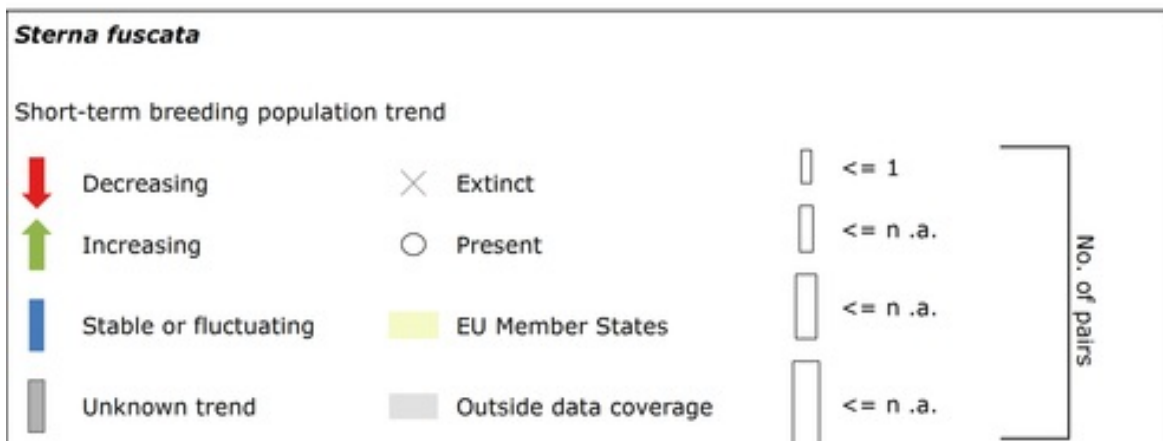 Sterna fuscata
Short-term breeding population trend
Decreasing
Extinct
<= 1
Increasing
Present
<= n .a.
Stable or fluctuating
EU Member States
<= n .a.
Unknown trend
Outside data coverage
<= n .a.
No. of pairs